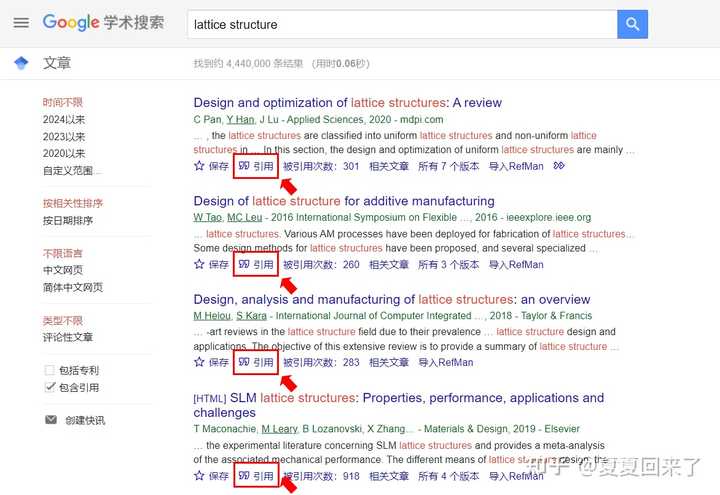 Google 学术搜索
lattice structure
文章
找到约 4,440,000 条结果 （用时0.06秒）
时间不限
2024以来
2023以来
2020以来
自定义范围...
按相关性排序
按日期排序
不限语言
中文网页
简体中文网页
类型不限
评论性文章
包括专利
包含引用
创建快讯
Design and optimization of lattice structures: A review
C Pan, Y Han, J Lu - Applied Sciences, 2020 - mdpi.com
… , the lattice structures are classified into uniform lattice structures and non-uniform lattice
structures in … . In this section, the design and optimization of uniform lattice structures are mainly …
保存 引用 被引用次数：301 相关文章 所有 7 个版本 导入RefMan
Design of lattice structure for additive manufacturing
W Tao, MC Leu - 2016 International Symposium on Flexible …, 2016 - ieeexplore.ieee.org
… lattice structures. Various AM processes have been deployed for fabrication of lattice structures…
Some design methods for lattice structures have been proposed, and several specialized …
保存 引用 被引用次数：260 相关文章 所有 3 个版本 导入RefMan
Design, analysis and manufacturing of lattice structures: an overview
M Helou, S Kara - International Journal of Computer Integrated …, 2018 - Taylor & Francis
… -art reviews in the lattice structure field due to their prevalence … lattice structure design and
applications. The objective of this extensive review is to provide a summary of lattice structure …
保存 引用 被引用次数：283 相关文章 导入RefMan
[HTML] SLM lattice structures: Properties, performance, applications and
challenges
T Maconachie, M Leary, B Lozanovski, X Zhang… - Materials & Design, 2019 - Elsevier
… the experimental literature concerning SLM lattice structures and provides a meta-analysis
of the associated mechanical performance. The different means of lattice structure design, the
保存 引用 被引用次数：918 相关文章 所有 4 个版本 导入RefMan
知乎 @夏夏回来了